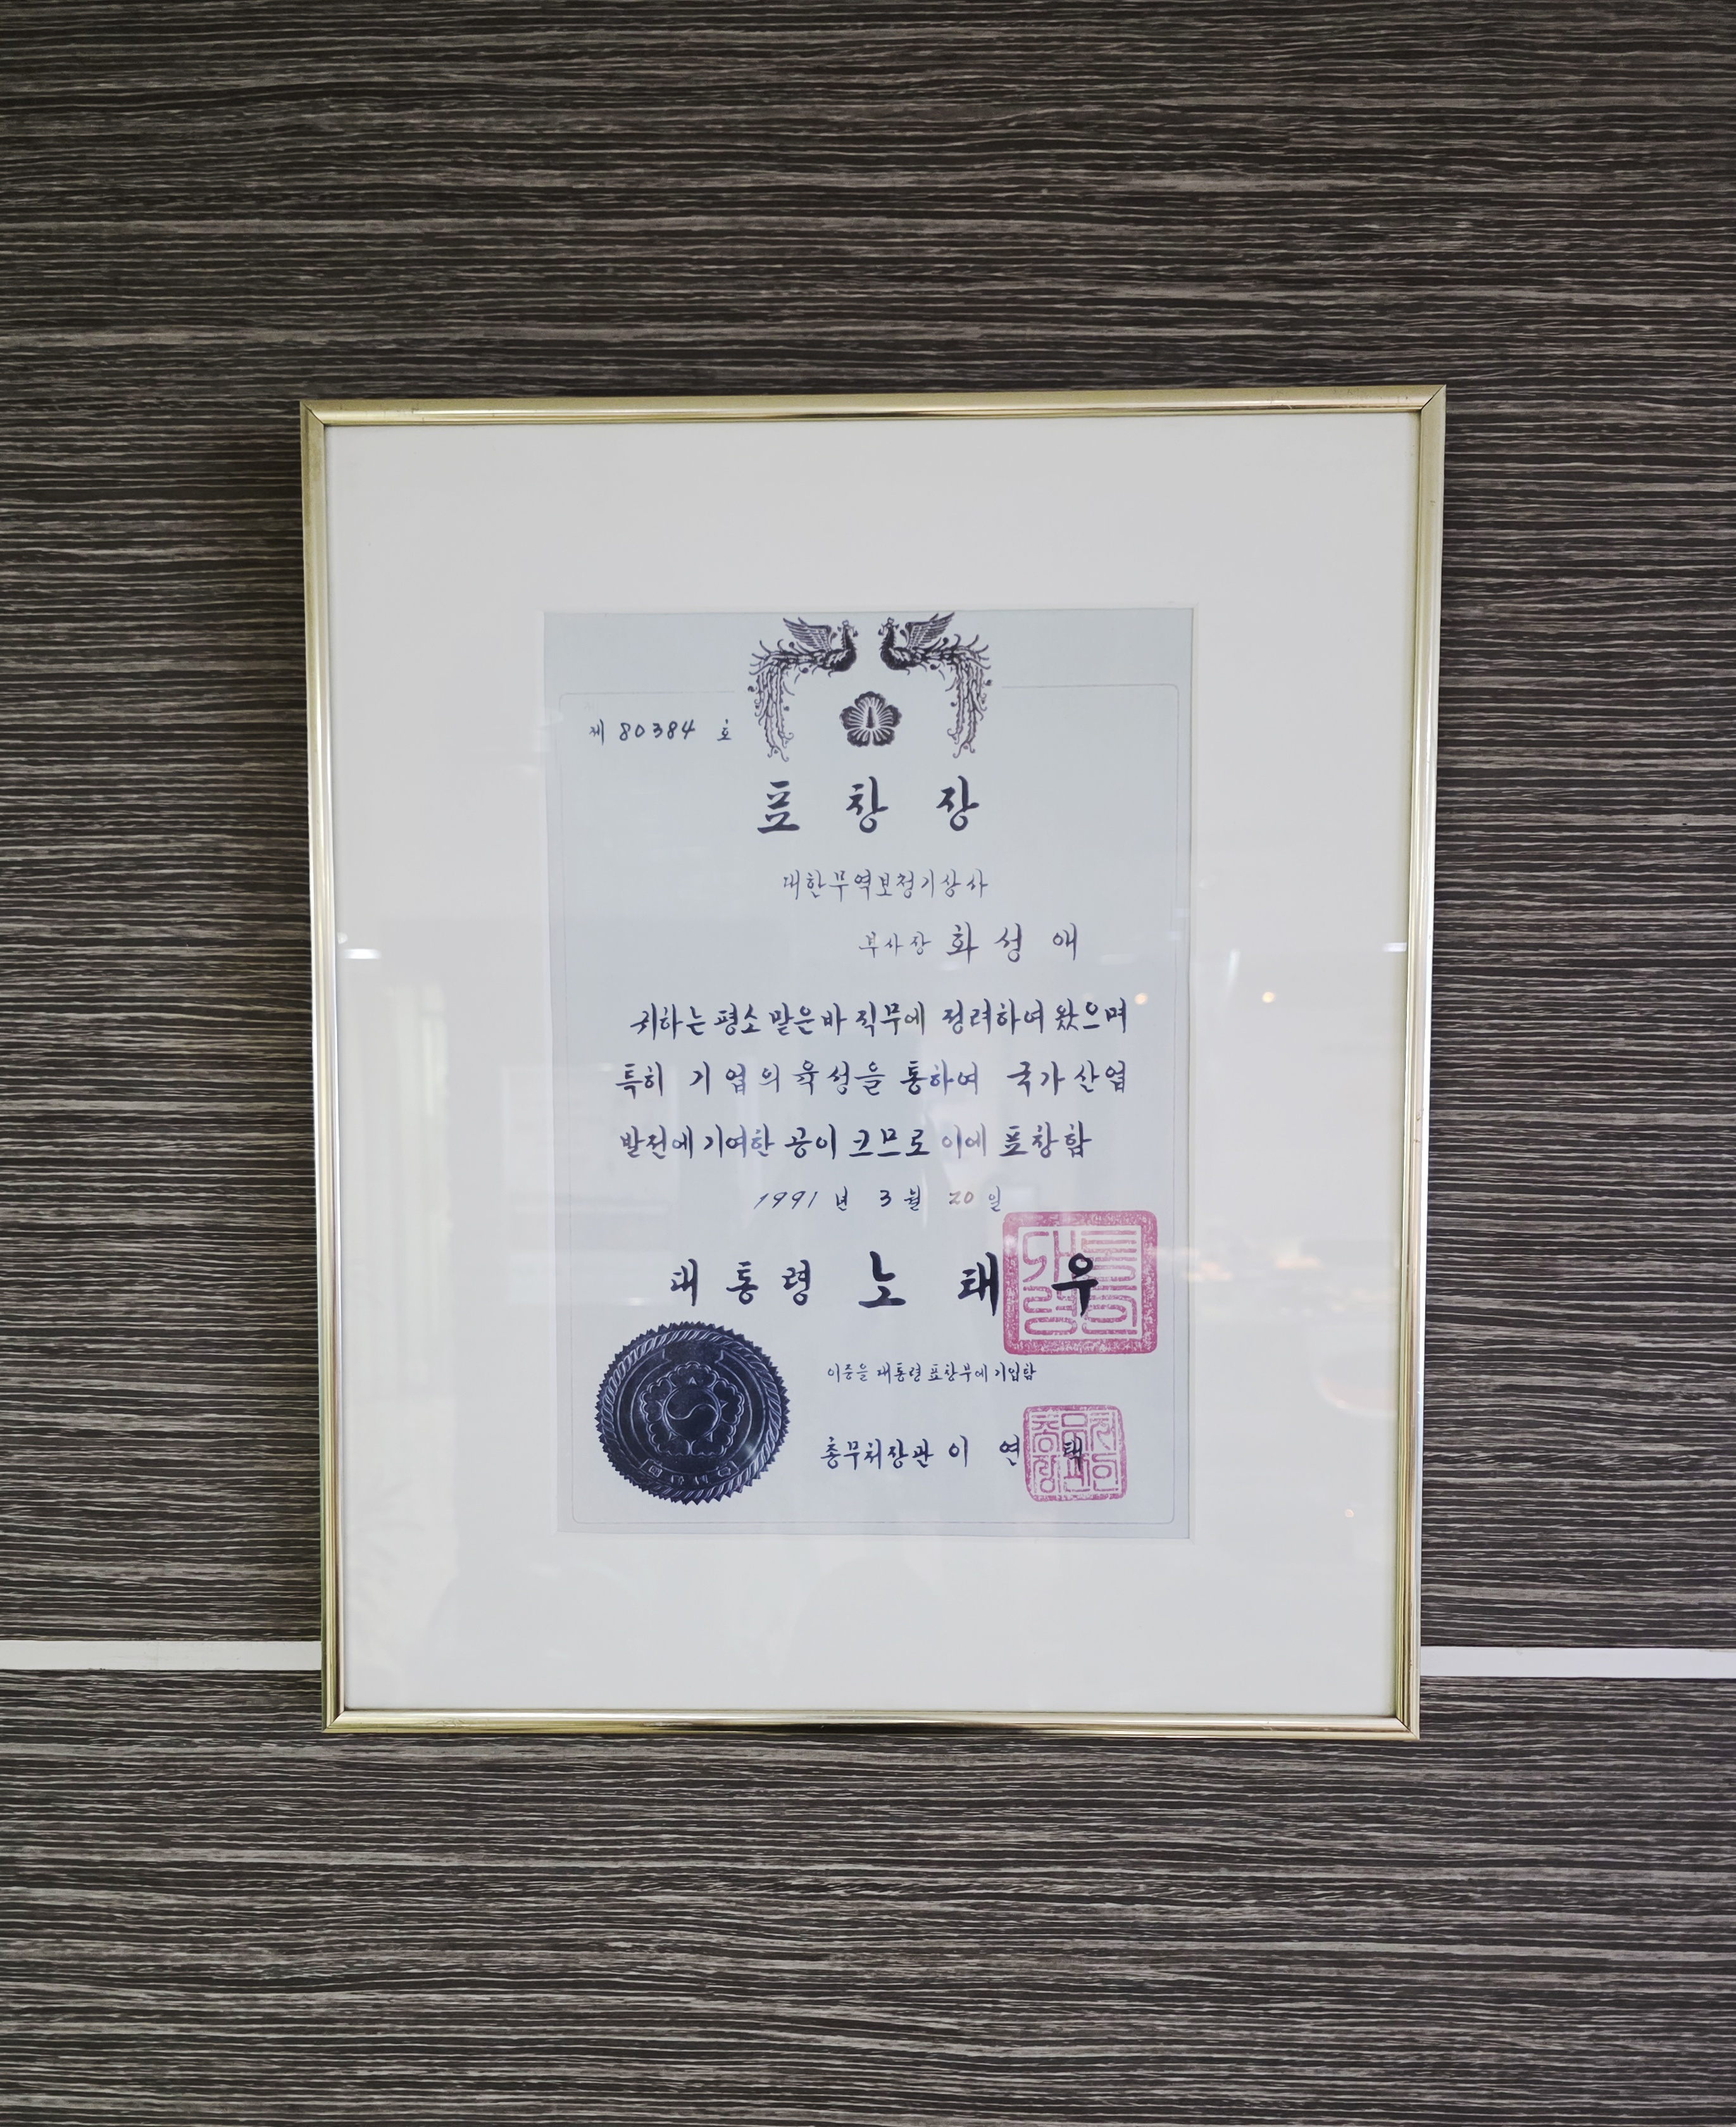 제 80384 호
표 창 장
대한무역보청기상사
부사장 화 성 애
귀하는 평소 맡은바 직무에 정려하여 왔으며
특히 기업의 육성을 통하여 국가산업
발전에 기여한 공이 크므로 이에 표창함
1991 년 3 월 20 일
대통령 노 태 우
이증을 대통령 표창부에 기입함
총무처장관 이 연 택